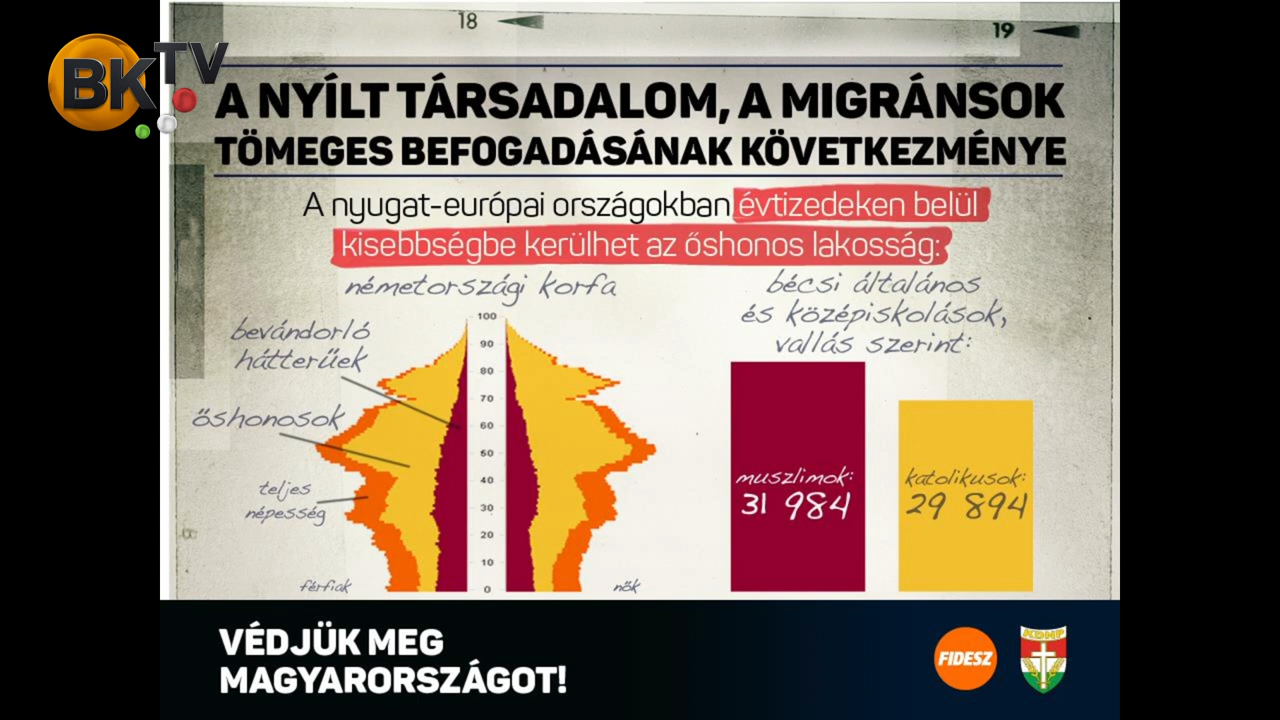 18
19
BKTV
A NYÍLT TÁRSADALOM, A MIGRÁNSOK
TÖMEGES BEFOGADÁSÁNAK KÖVETKEZMÉNYE
A nyugat-európai országokban évtizedeken belül
kisebbségbe kerülhet az őshonos lakosság:
németországi korfa
bevándorló
hátterűek
őshonosok
teljes
népesség
férfiak
nők
100
90
80
70
60
50
40
30
20
10
0
bécsi általános
és középiskolások,
vallás szerint:
muszlimok:
31 984
katolikusok:
29 894
VÉDJÜK MEG
MAGYARORSZÁGOT!
FIDESZ
KDNP